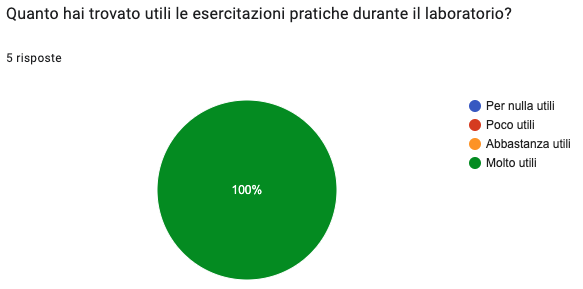 Quanto hai trovato utili le esercitazioni pratiche durante il laboratorio?
5 risposte
Per nulla utili
Poco utili
Abbastanza utili
Molto utili
100%